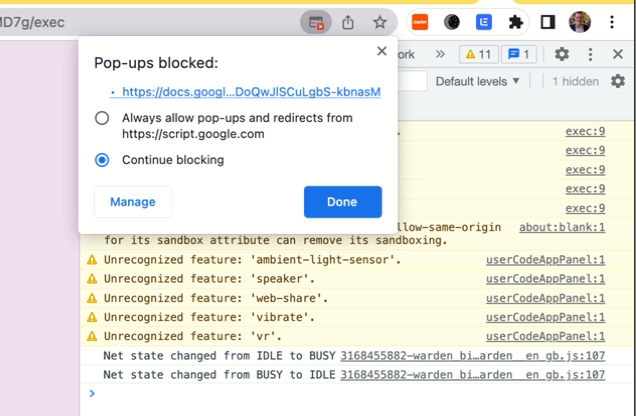 MD7g/exec
Pop-ups blocked:
• https://docs.googl...DoQwJlSCuLgbS-kbnasM
Always allow pop-ups and redirects from
https://script.google.com
Continue blocking
Manage
Done
ork
»
11
1
Default levels ▼
1 hidden
. exec:9
exec:9
exec:9
exec:9
exec:9
llow-same-origin about:blank:1
for its sandbox attribute can remove its sandboxing.
Unrecognized feature: 'ambient-light-sensor'. userCodeAppPanel:1
Unrecognized feature: 'speaker'. userCodeAppPanel:1
Unrecognized feature: 'web-share'. userCodeAppPanel:1
Unrecognized feature: 'vibrate'. userCodeAppPanel:1
Unrecognized feature: 'vr'. userCodeAppPanel:1
Net state changed from IDLE to BUSY 3168455882-warden_bi…arden__en_gb.js:107
Net state changed from BUSY to IDLE 3168455882-warden_bi…arden__en_gb.js:107
>